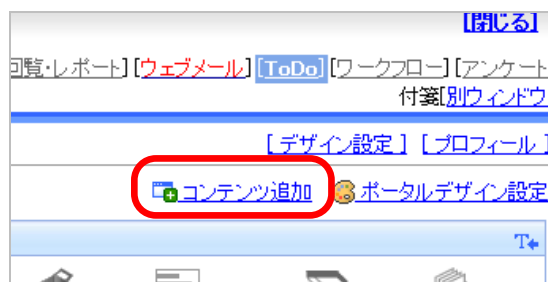 [閉じる]
回覧・レポート][ウェブメール][ToDo][ワークフロー][アンケート
付箋[別ウィンドウ
[デザイン設定] [プロフィール]
コンテンツ追加 ポータルデザイン設定
T